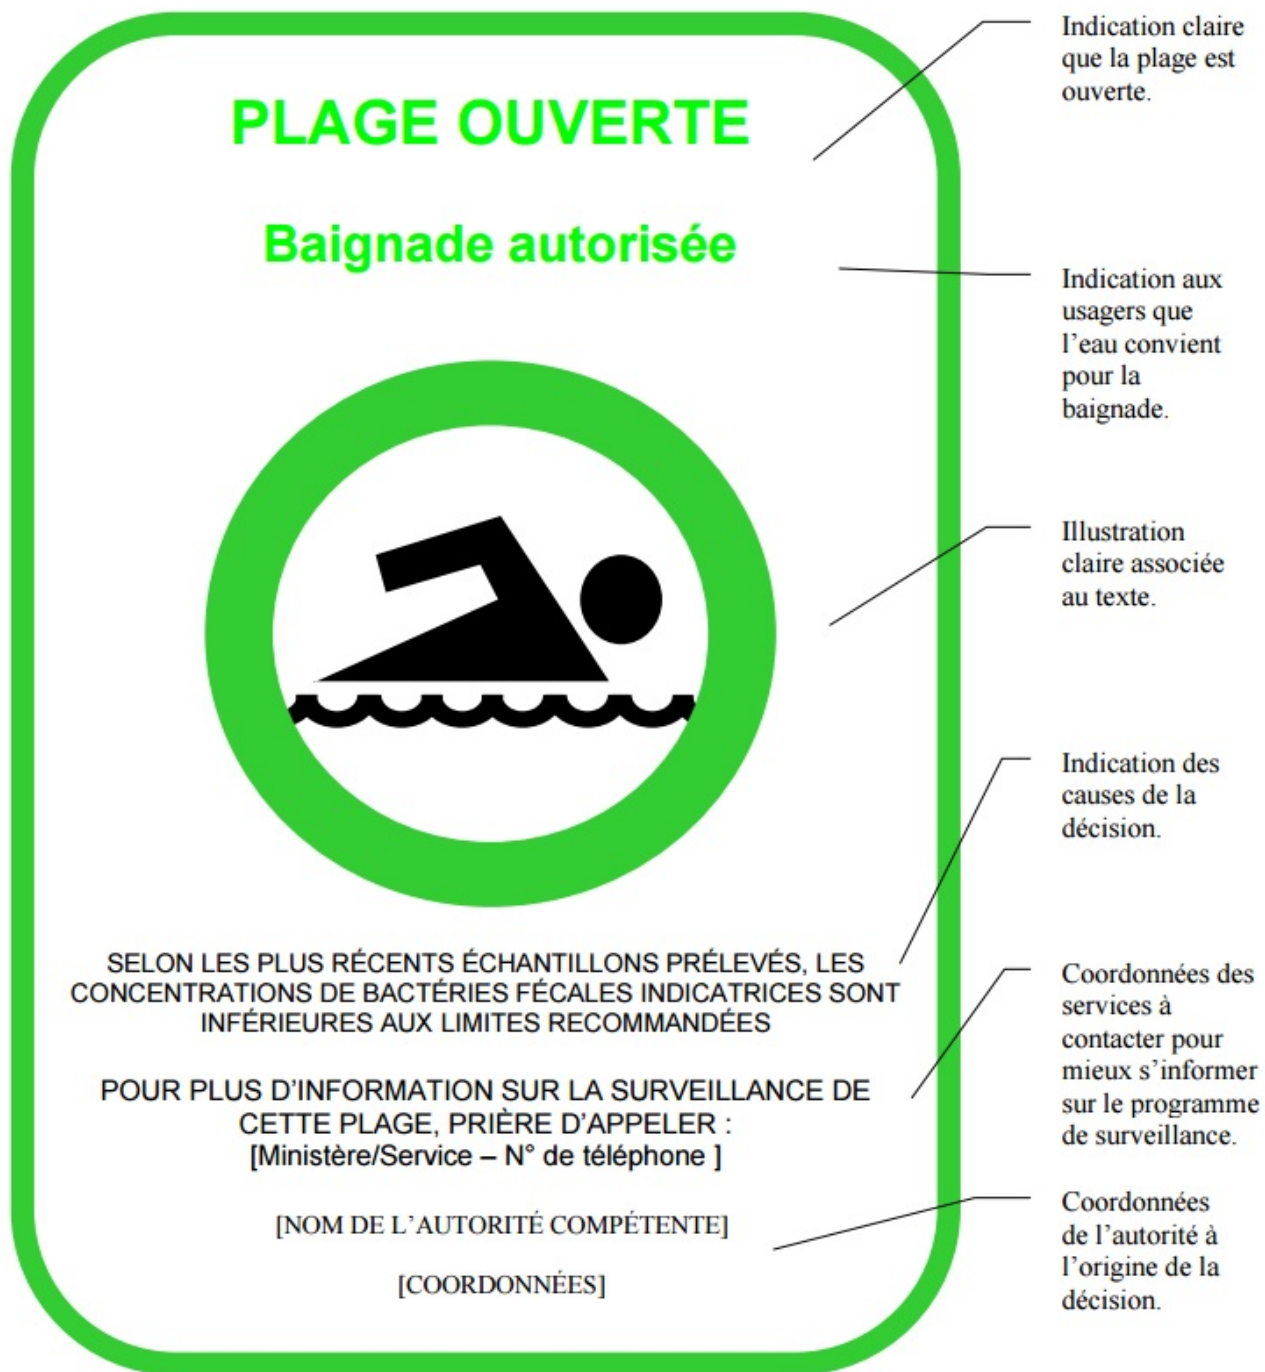 PLAGE OUVERTE
Baignade autorisée
SELON LES PLUS RÉCENTS ÉCHANTILLONS PRÉLEVÉS, LES
CONCENTRATIONS DE BACTÉRIES FÉCALES INDICATRICES SONT
INFÉRIEURES AUX LIMITES RECOMMANDÉES
POUR PLUS D’INFORMATION SUR LA SURVEILLANCE DE
CETTE PLAGE, PRIÈRE D’APPELER :
[Ministère/Service – N° de téléphone ]
[NOM DE L’AUTORITÉ COMPÉTENTE]
[COORDONNÉES]
Indication claire
que la plage est
ouverte.
Indication aux
usagers que
l’eau convient
pour la
baignade.
Illustration
claire associée
au texte.
Indication des
causes de la
décision.
Coordonnées des
services à
contacter pour
mieux s’informer
sur le programme
de surveillance.
Coordonnées
de l’autorité à
l’origine de la
décision.